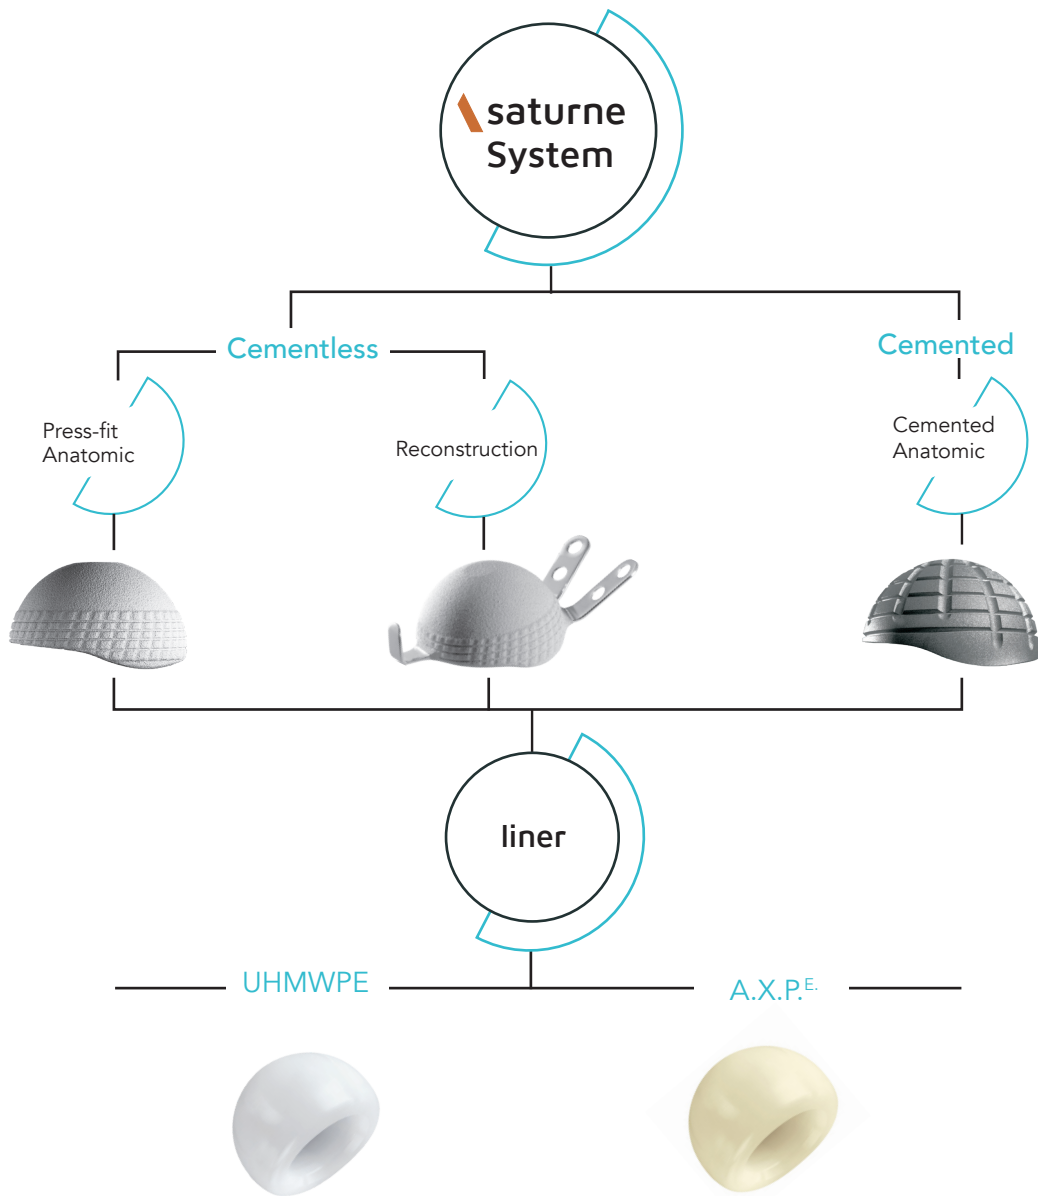 saturne
System
Cementless
Cemented
Press-fit
Anatomic
Reconstruction
Cemented
Anatomic
liner
UHMWPE
A.X.P.E.